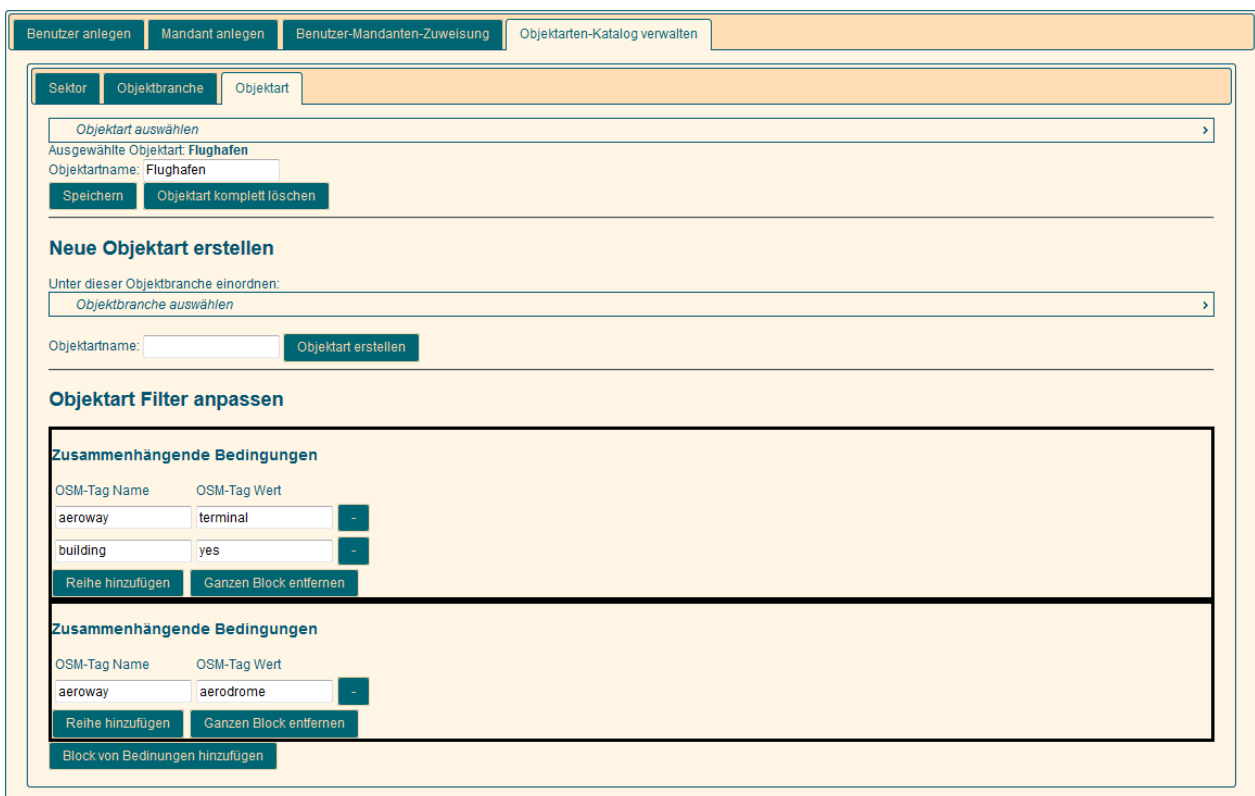 Benutzer anlegen Mandant anlegen Benutzer-Mandanten-Zuweisung Objektarten-Katalog verwalten
Sektor Objektbranche Objektart
Objektart auswählen
Ausgewählte Objektart: Flughafen
Objektartname: Flughafen
Speichern Objektart komplett löschen
Neue Objektart erstellen
Unter dieser Objektbranche einordnen:
Objektbranche auswählen
Objektartname: Objektart erstellen
Objektart Filter anpassen
Zusammenhängende Bedingungen
OSM-Tag Name OSM-Tag Wert
aeroway terminal -
building yes -
Reihe hinzufügen Ganzen Block entfernen
Zusammenhängende Bedingungen
OSM-Tag Name OSM-Tag Wert
aeroway aerodrome -
Reihe hinzufügen Ganzen Block entfernen
Block von Bedinungen hinzufügen